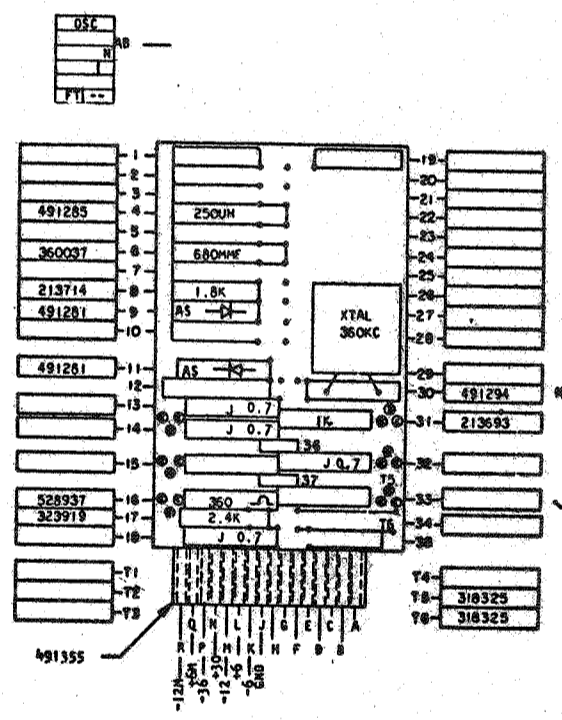 OSC
AB
N
FT --
1 19
2 20
3 21
491285 4 250UH 22
5 23
360037 6 680MMF 24
7 25
213714 8 1.8K 26
491281 9 AS XTAL 27
10 360KC 28
491281 11 AS 29
12 30 491294
13 J 0.7 1K 31 213693
14 J 0.7
36
15 J 0.7 32
37 T5
528937 16 360 33
323919 17 2.4K T6 34
18 J 0.7 35
T1 T4
T2 T5 318325
T3 T6 318325
Q N L J G E C A
R P M K H F D B
491355
-12M +6M -36 +30 -12 +6 -6 GND